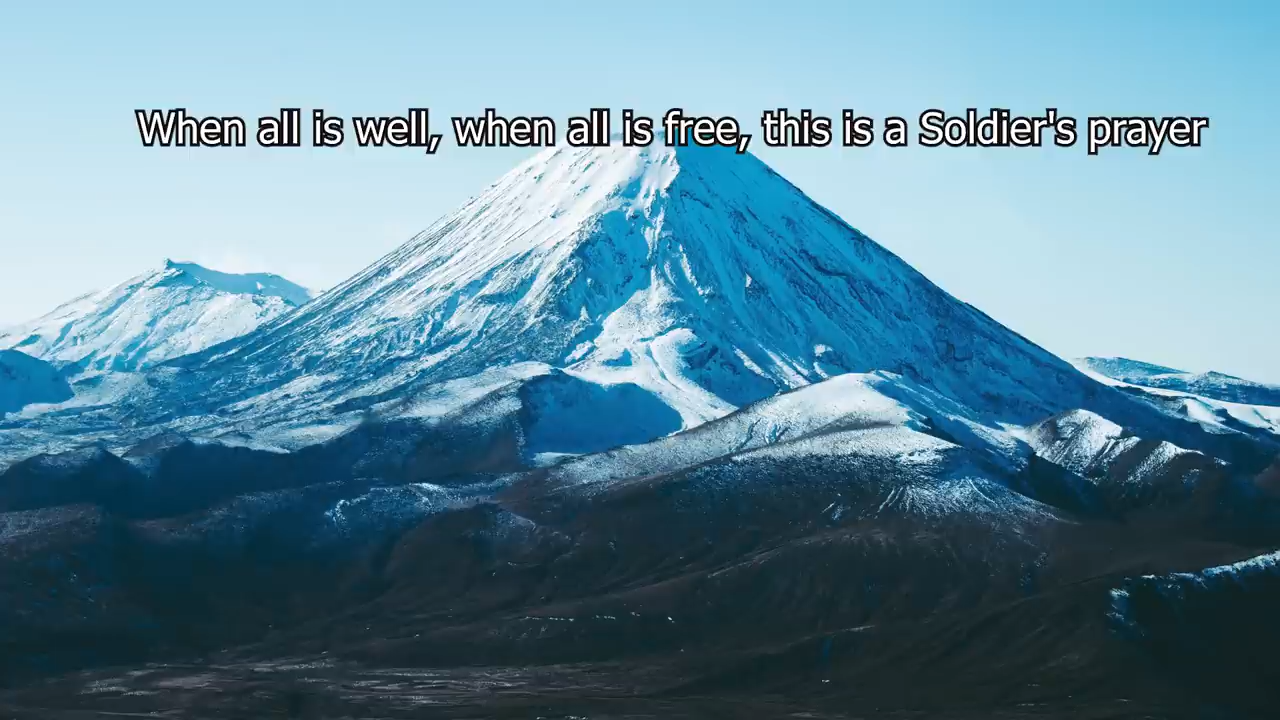 When all is well, when all is free, this is a Soldier's prayer